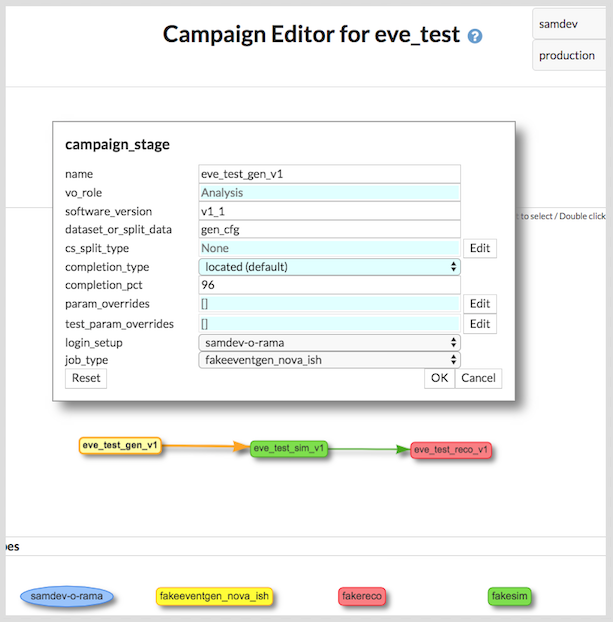 Campaign Editor for eve_test ?
samdev
production
campaign_stage
name eve_test_gen_v1
vo_role Analysis
to select / Double click
software_version v1_1
dataset_or_split_data gen_cfg
cs_split_type None Edit
completion_type located (default)
completion_pct 96
param_overrides [] Edit
test_param_overrides [] Edit
login_setup samdev-o-rama
job_type fakeeventgen_nova_ish
Reset OK Cancel
eve_test_gen_v1 eve_test_sim_v1 eve_test_reco_v1
pes
samdev-o-rama fakeeventgen_nova_ish fakereco fakesim